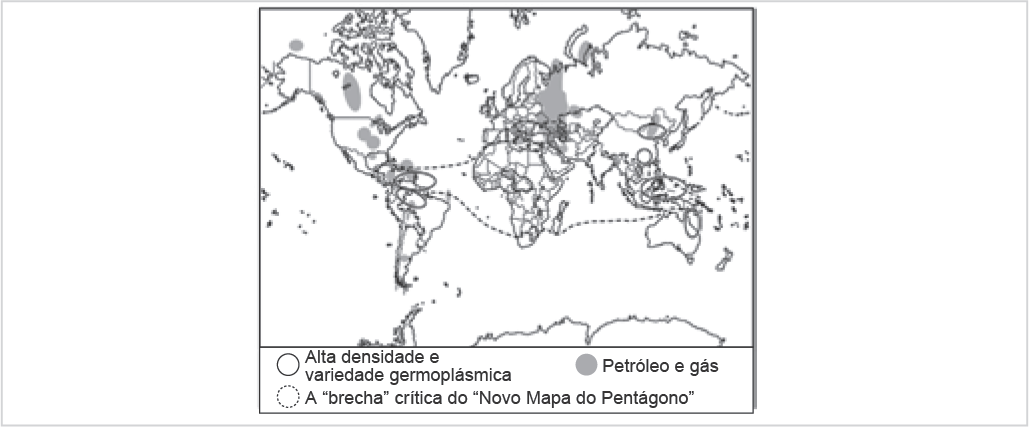 Alta densidade e
variedade germoplásmica
Petróleo e gás
A “brecha” crítica do “Novo Mapa do Pentágono”